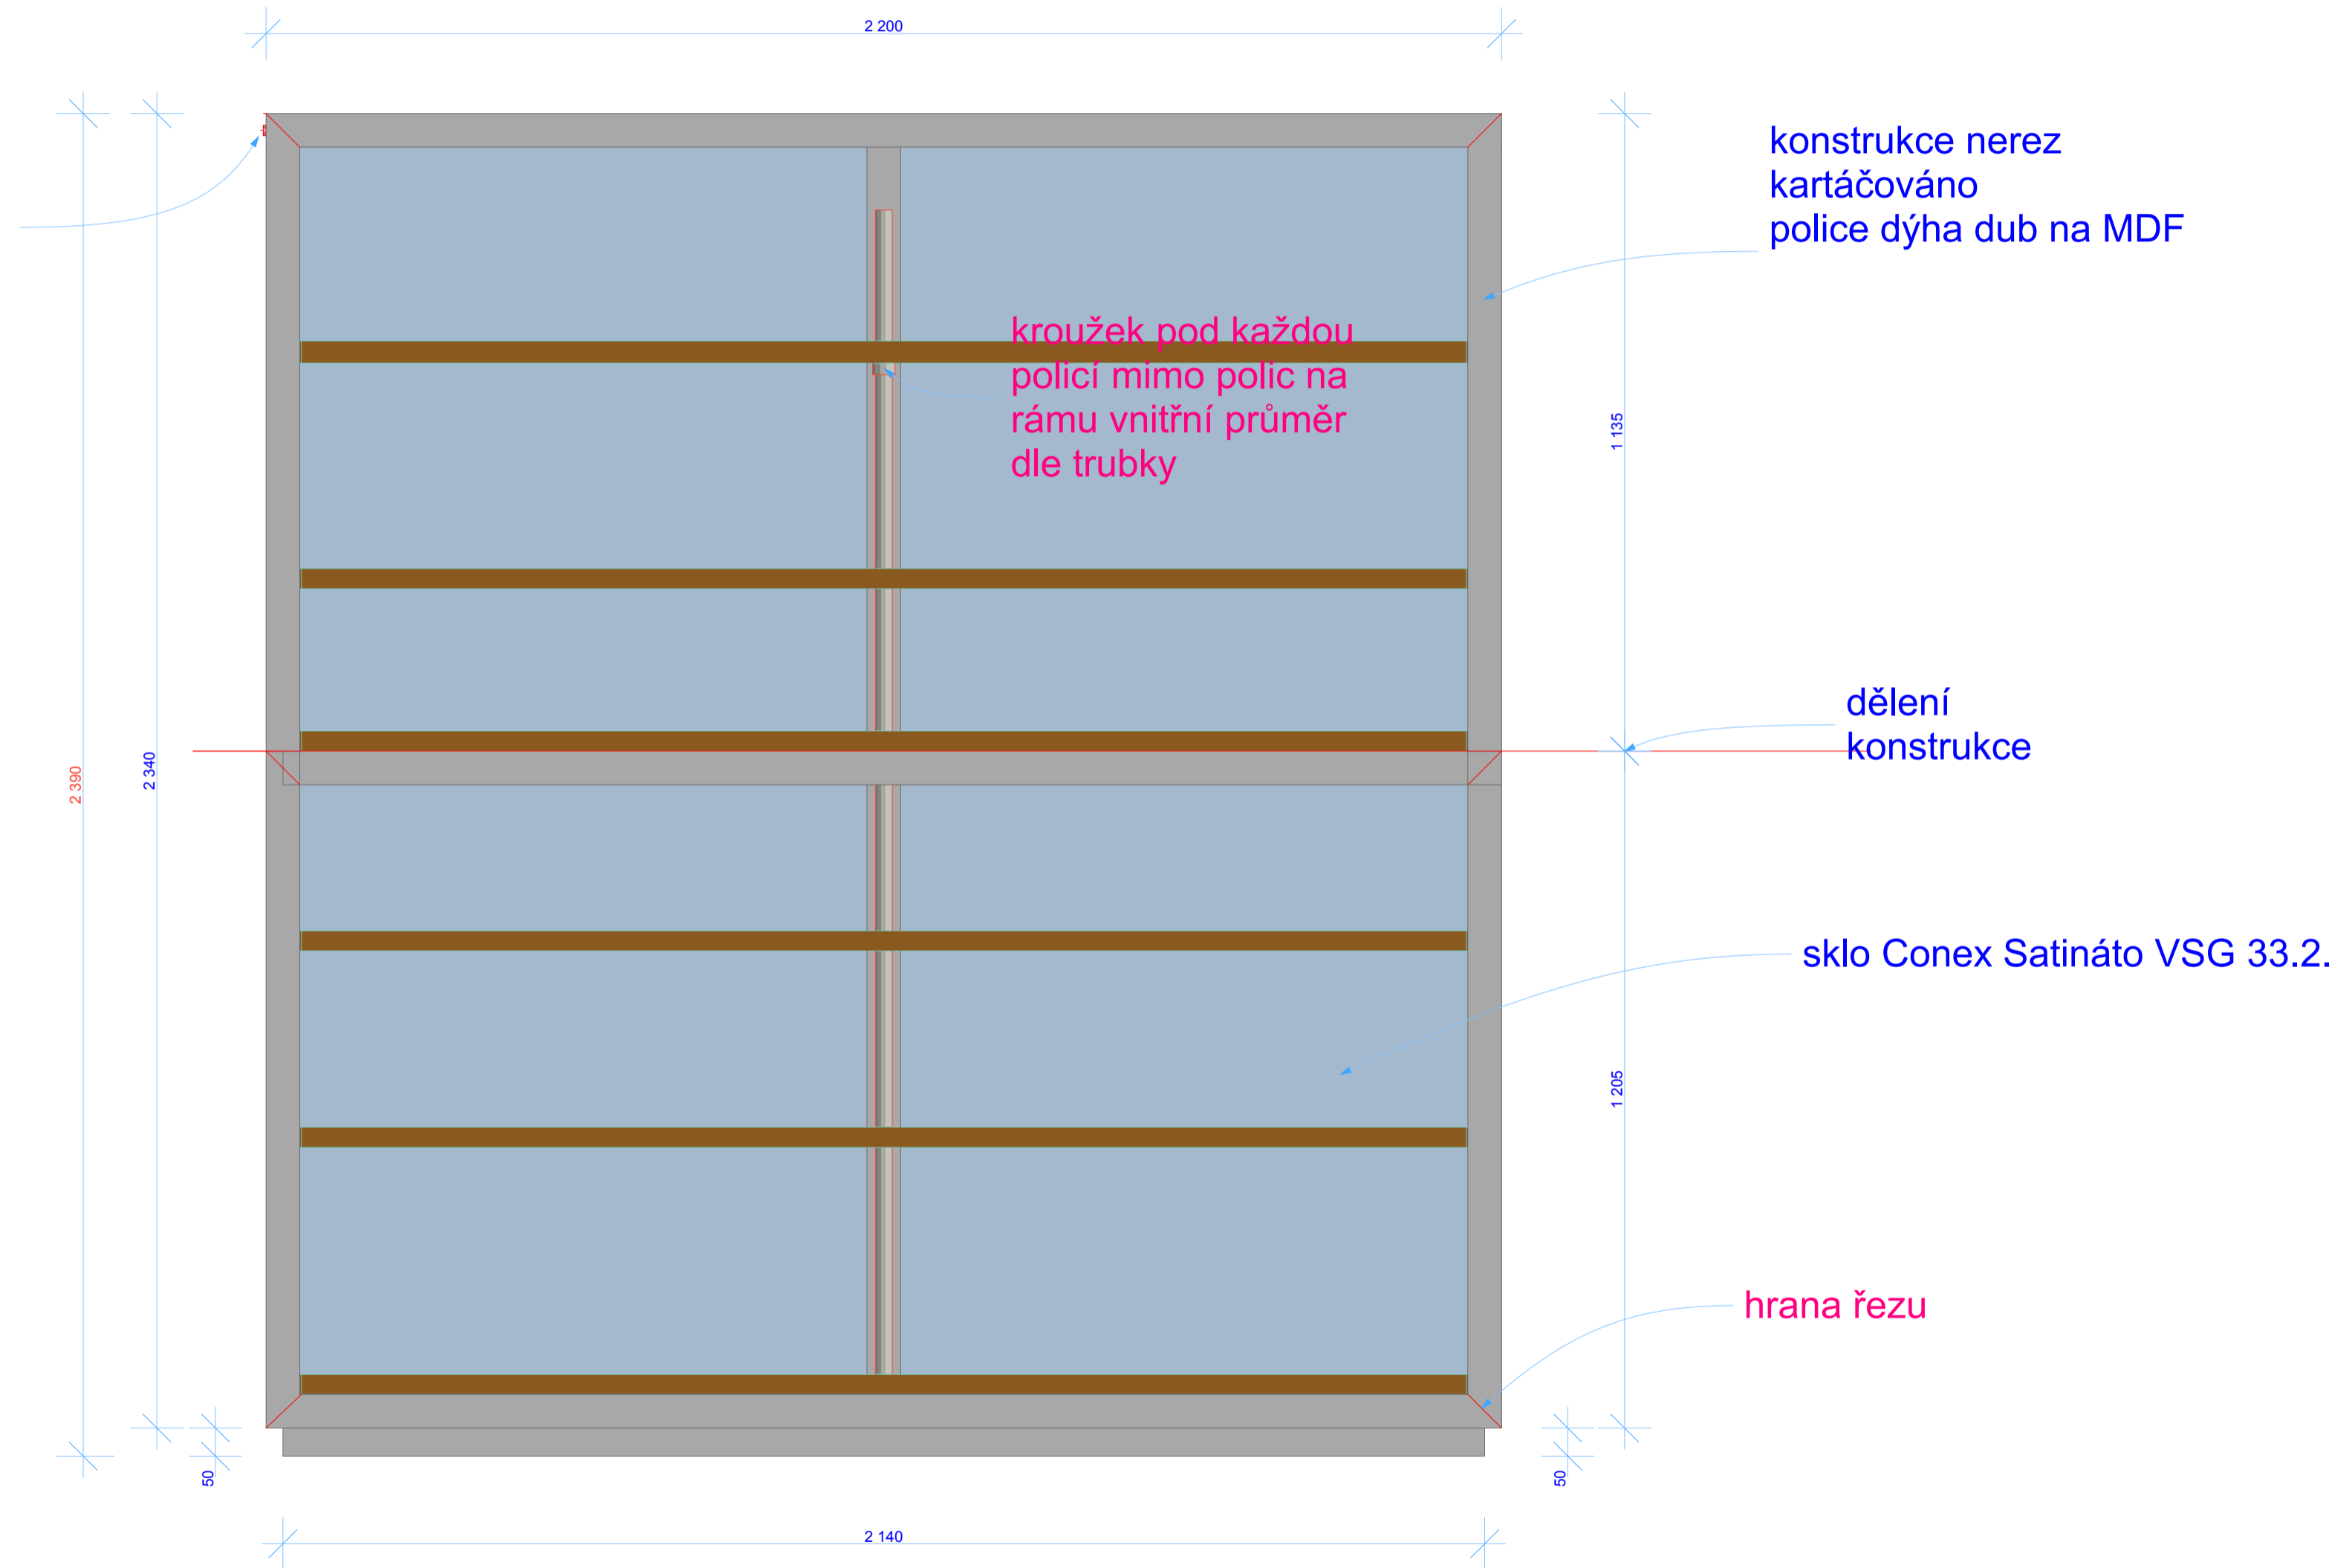 2 200
konstrukce nerez
kartáčováno
police dýha dub na MDF
koužek pod každou
policí mimo polic na
rámu vnitřní průměr
dle trubky
1 135
2 390
2 340
dělení
konstrukce
sklo Conex Satináto VSG 33.2.
1 205
hrana řezu
50
50
2 140